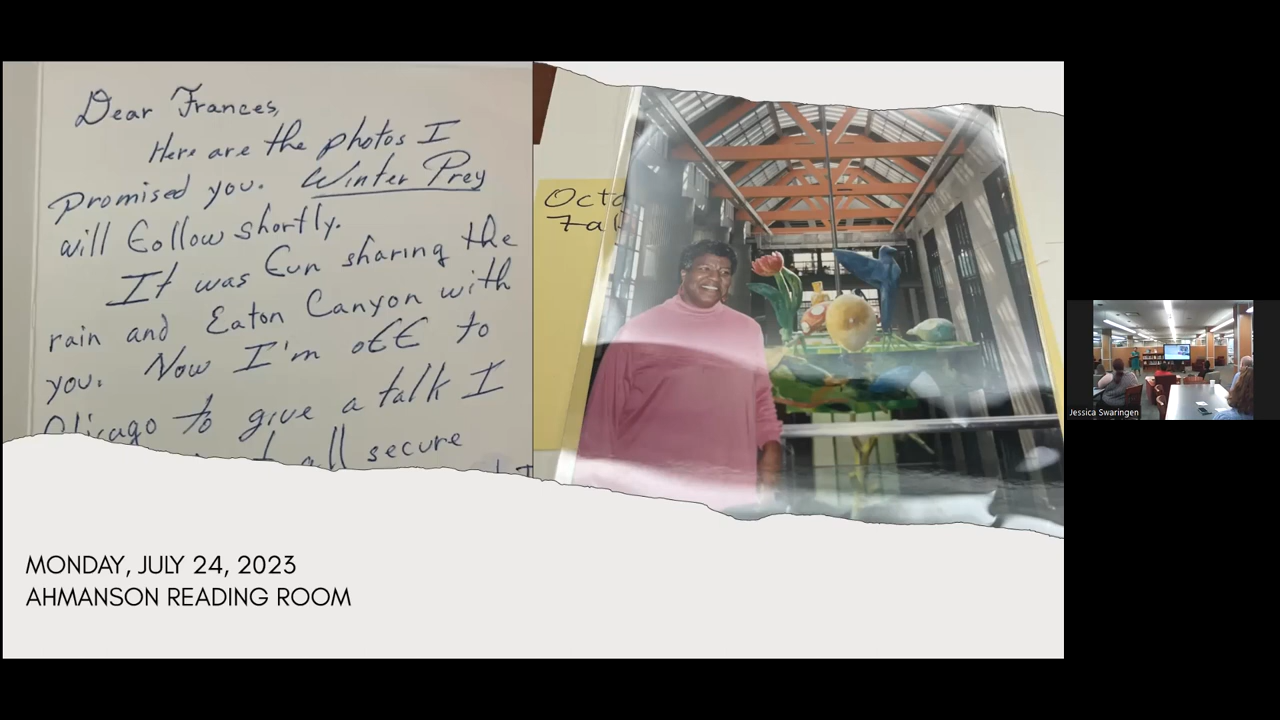 Dear Frances,
Here are the photos I
promised you. Winter Prey
will follow shortly.
It was fun sharing the
rain and Eaton Canyon with
you. Now I'm off to
Chicago to give a talk I
all secure
I
Octa
Fal
MONDAY, JULY 24, 2023
AHMANSON READING ROOM
Jessica Swaringen